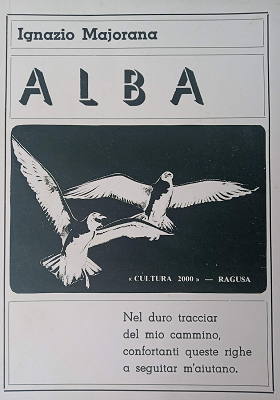 Ignazio Majorana
ALBA
« CULTURA 2000 » — RAGUSA
Nel duro tracciar
del mio cammino,
confortanti queste righe
a seguitar m'aiutano.